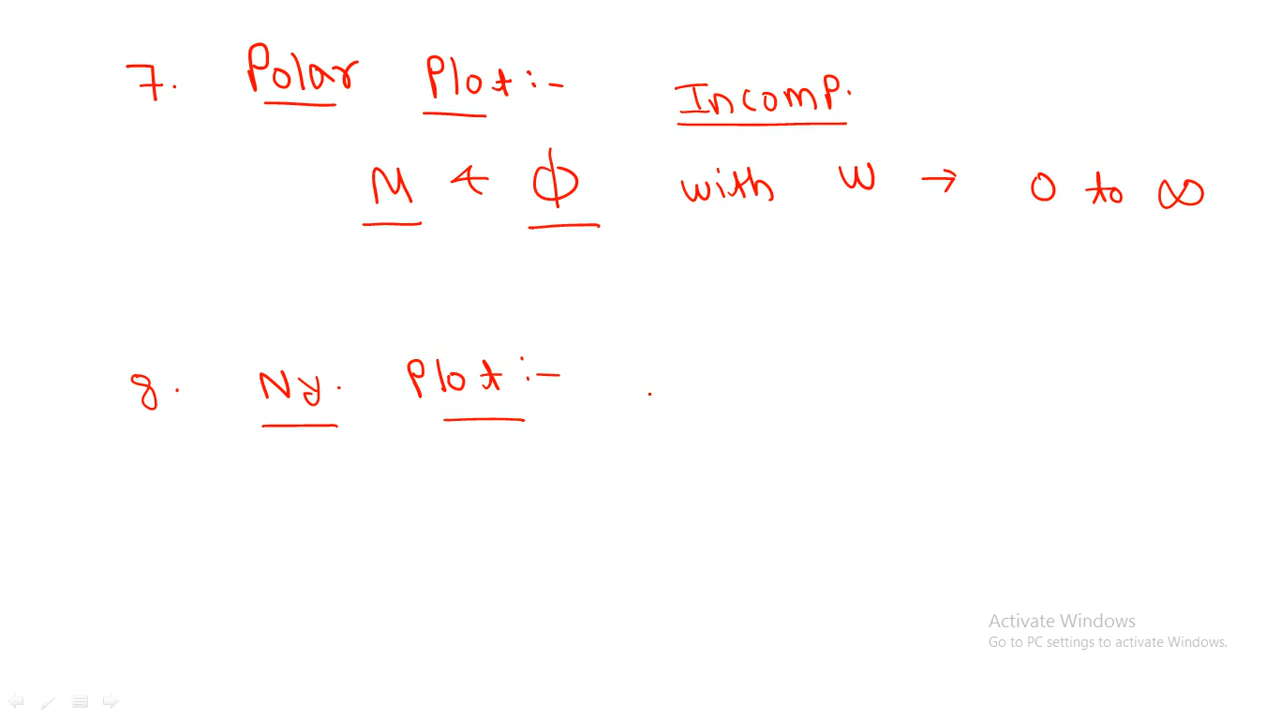 7. Polar Plot :- Incomp.
M & Φ with W → 0 to ∞
8. Ny. Plot :-
Activate Windows
Go to PC settings to activate Windows.